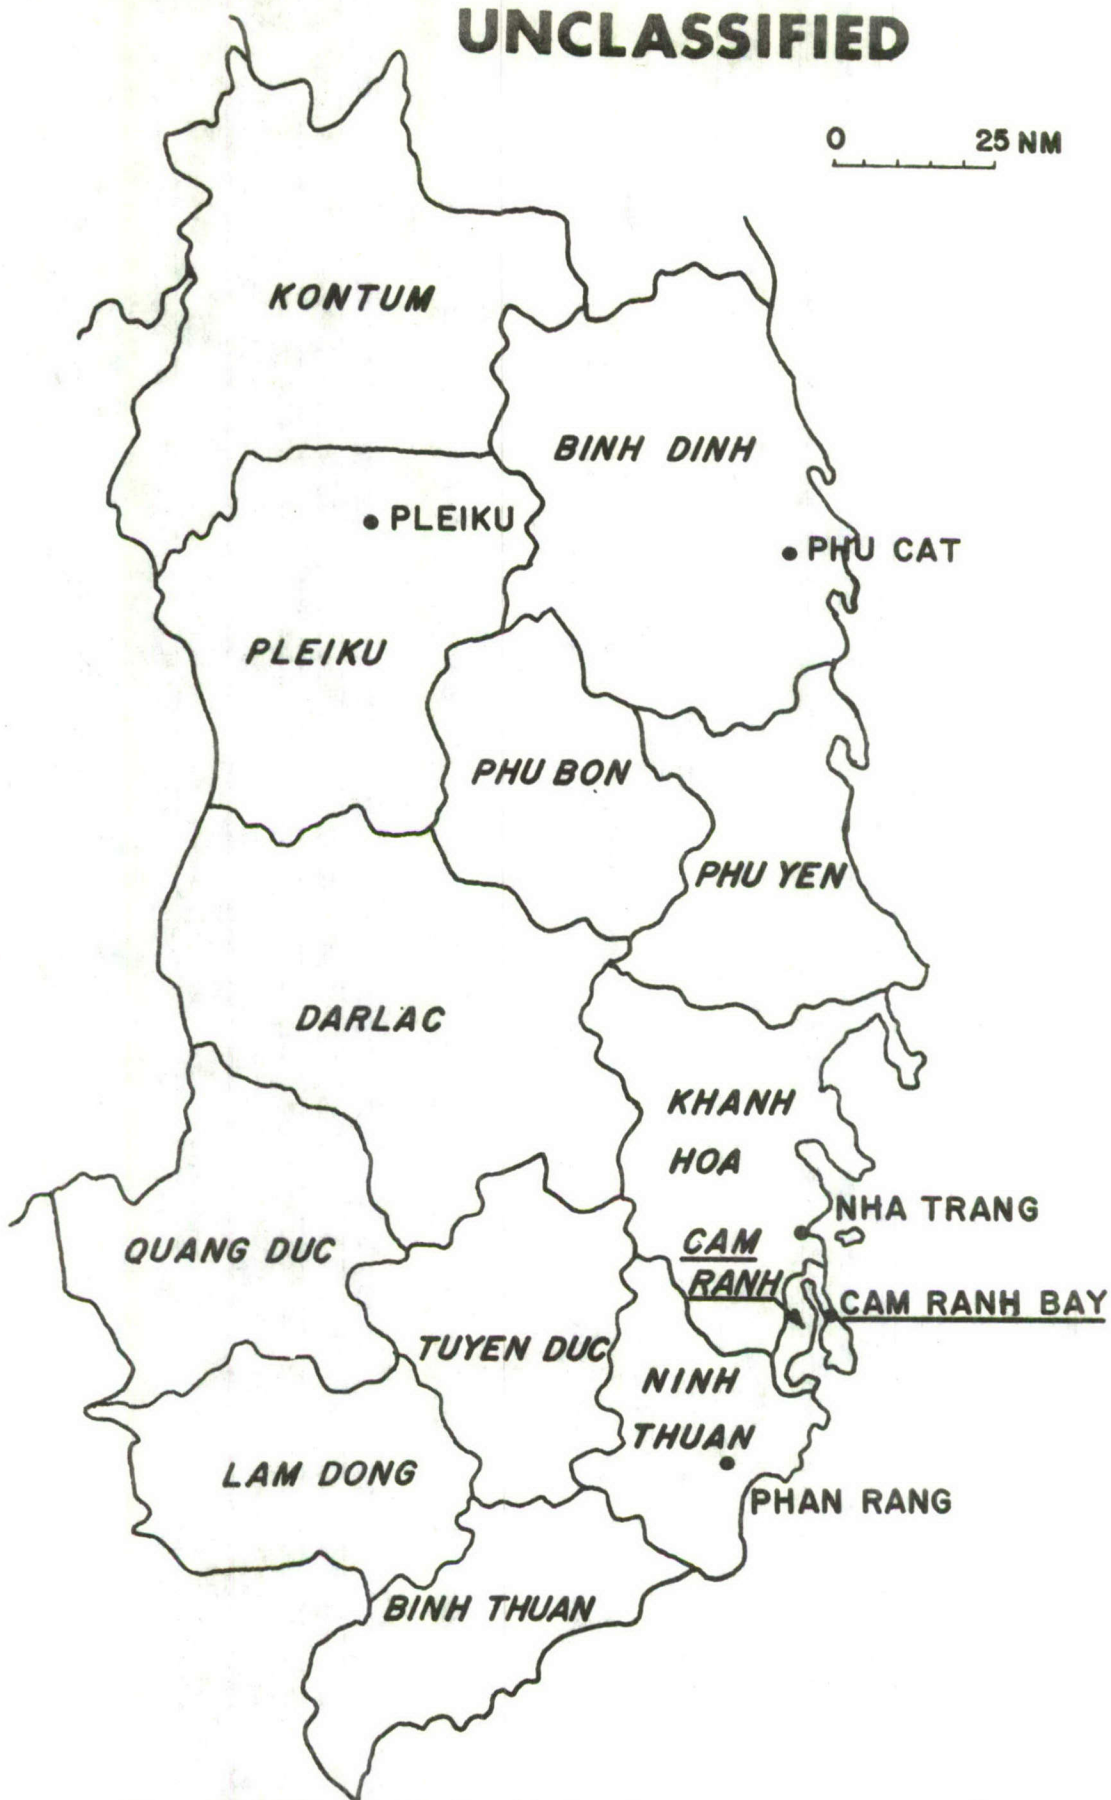 UNCLASSIFIED
0 25 NM
KONTUM
BINH DINH
PLEIKU
PHU CAT
PLEIKU
PHU BON
PHU YEN
DARLAC
KHANH
HOA
NHA TRANG
CAM
RANH
QUANG DUC
CAM RANH BAY
TUYEN DUC
NINH
THUAN
LAM DONG
PHAN RANG
BINH THUAN